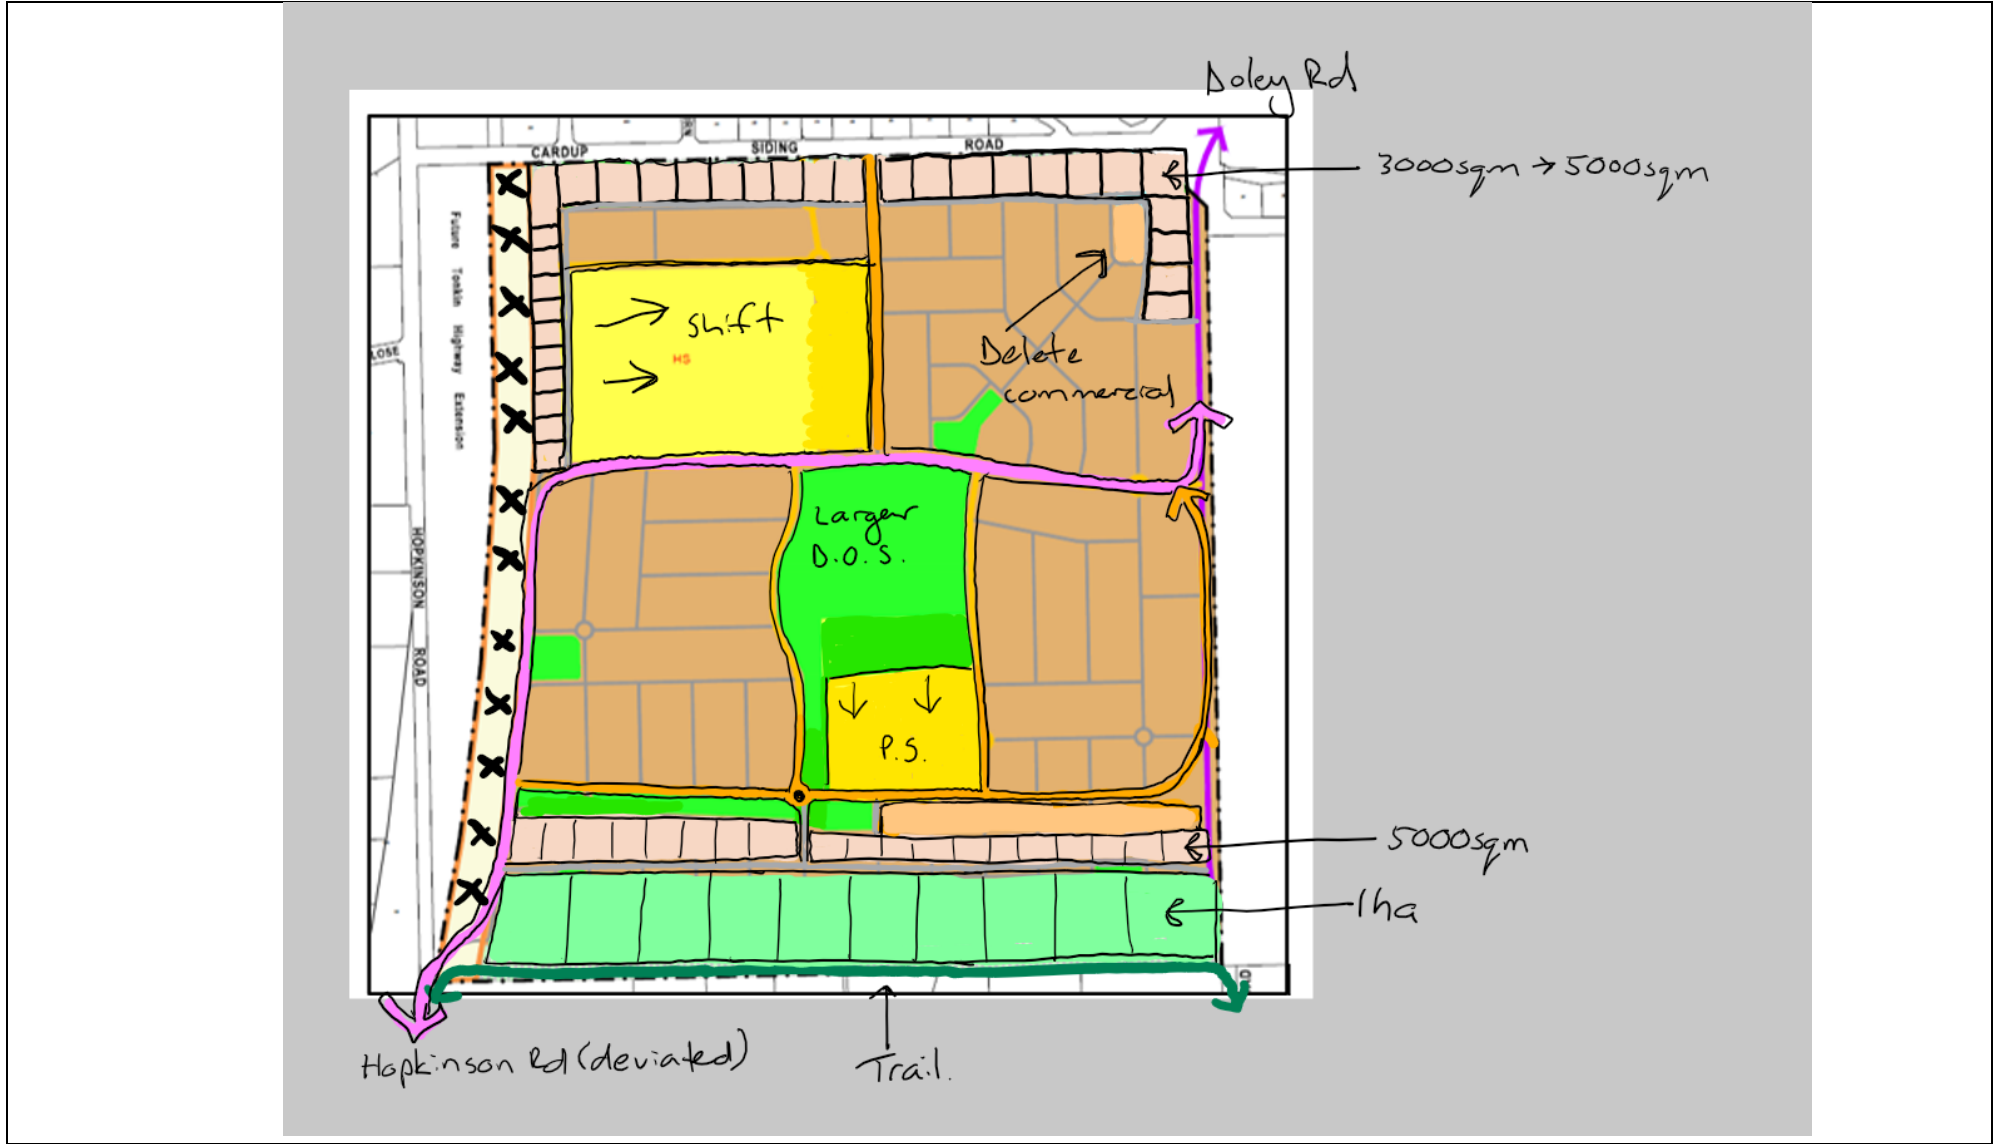 Doley Rd
CARDUP SIDING ROAD
3000sqm → 5000sqm
Future Tonkin Highway Extension
shift
HS
LOSE
Delete
commercial
Larger
D.O.S.
HOPKINSON ROAD
P.S.
5000sqm
1ha
Hopkinson Rd (deviated)
Trail.